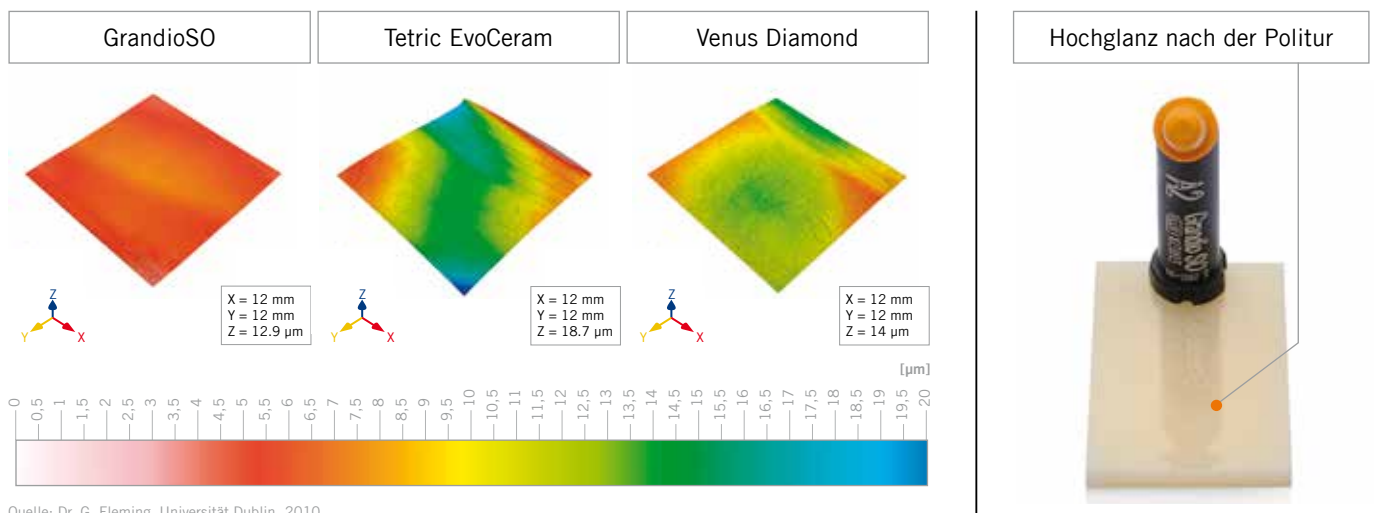 GrandioSO
Tetric EvoCeram
Venus Diamond
Hochglanz nach der Politur
Z
Y
X
X = 12 mm
Y = 12 mm
Z = 12.9 µm
Z
Y
X
X = 12 mm
Y = 12 mm
Z = 18.7 µm
Z
Y
X
X = 12 mm
Y = 12 mm
Z = 14 µm
[µm]
0 0,5 1 1,5 2 2,5 3 3,5 4 4,5 5 5,5 6 6,5 7 7,5 8 8,5 9 9,5 10 10,5 11 11,5 12 12,5 13 13,5 14 14,5 15 15,5 16 16,5 17 17,5 18 18,5 19 19,5 20
Quelle: Dr. G. Fleming, Universität Dublin, 2010
A2
Grandio SO